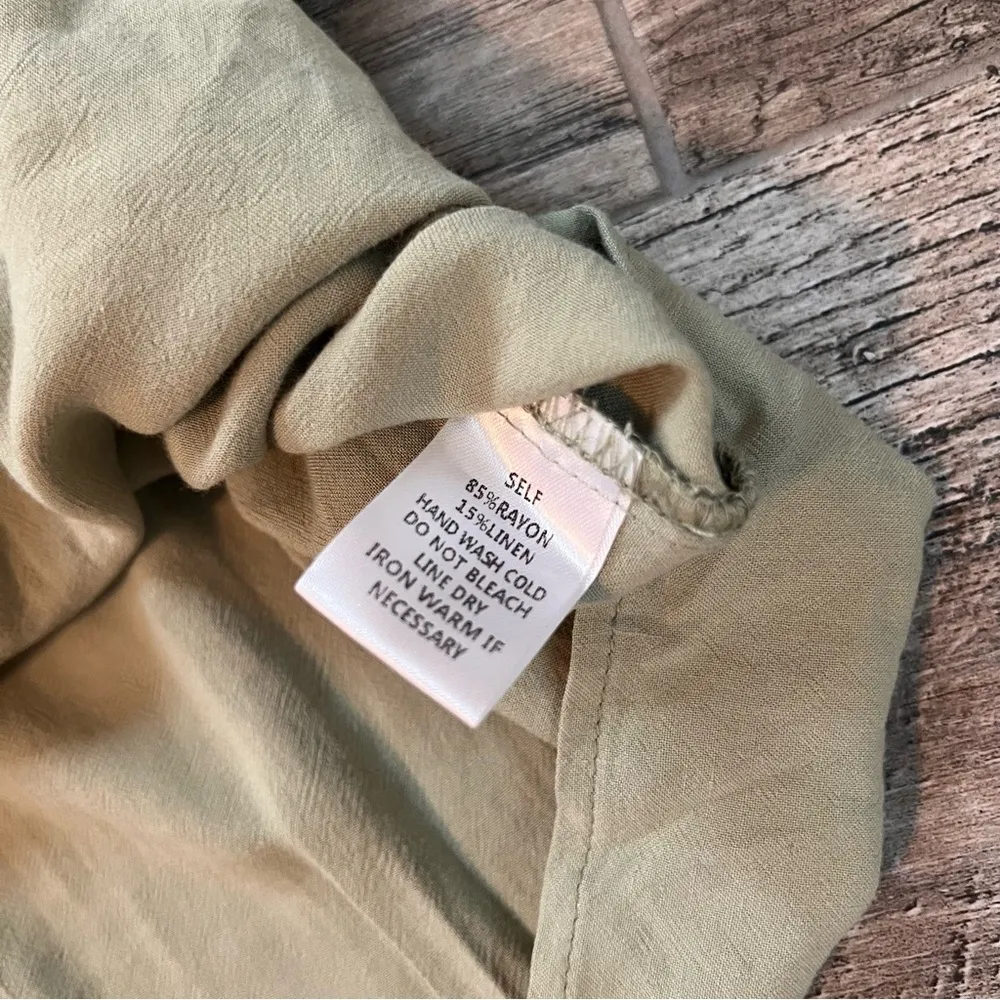 SELF
85%RAYON
15%LINEN
HAND WASH COLD
DO NOT BLEACH
LINE DRY
IRON WARM IF
NECESSARY